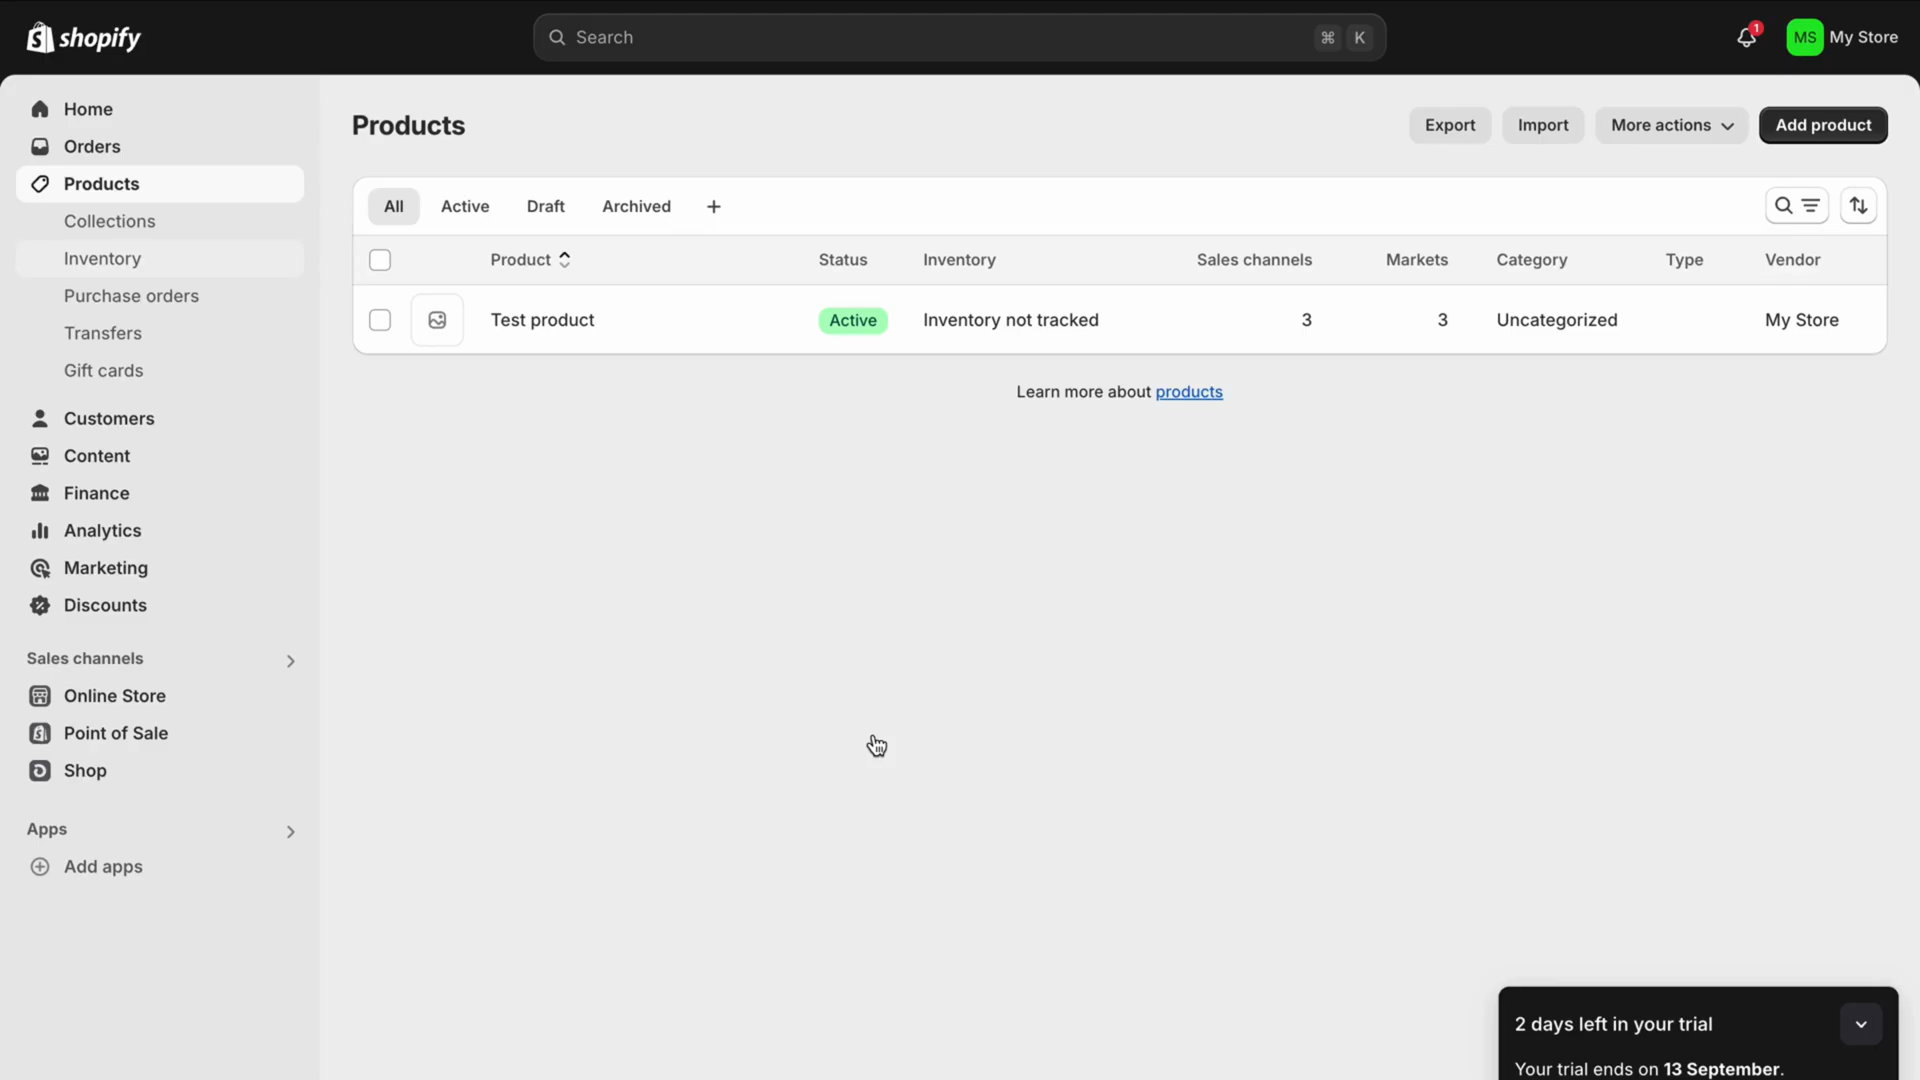 shopify
Search
⌘ K
1
MS My Store
Home
Orders
Products
Collections
Inventory
Purchase orders
Transfers
Gift cards
Customers
Content
Finance
Analytics
Marketing
Discounts
Sales channels
Online Store
Point of Sale
Shop
Apps
Add apps
Products
Export Import More actions Add product
All Active Draft Archived +
Product Status Inventory Sales channels Markets Category Type Vendor
Test product Active Inventory not tracked 3 3 Uncategorized My Store
Learn more about products
2 days left in your trial
Your trial ends on 13 September.